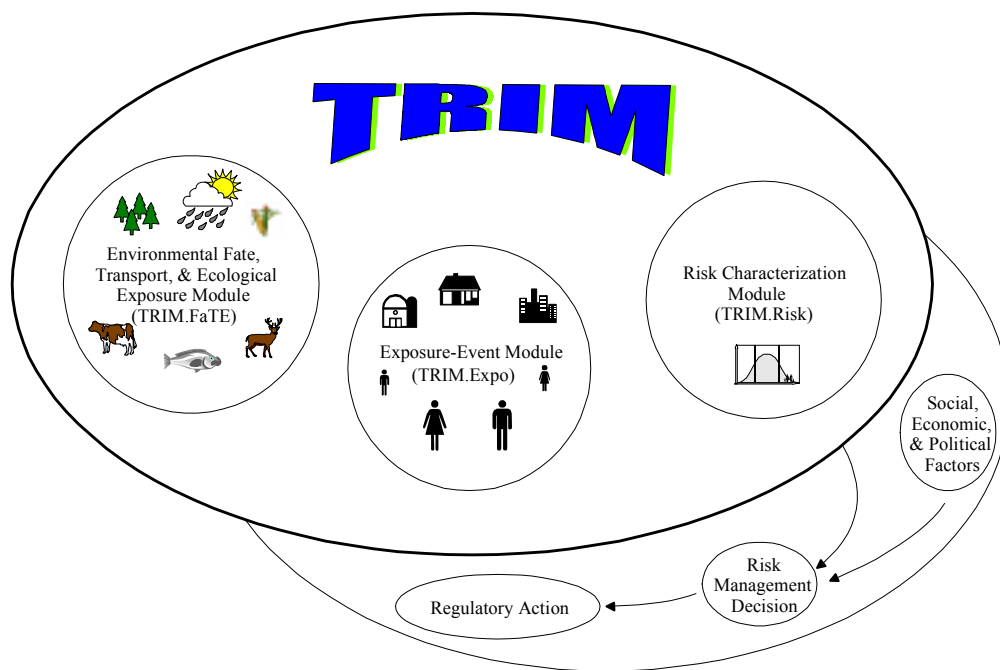 TRIM
Environmental Fate,
Transport, & Ecological
Exposure Module
(TRIM.FaTE)
Exposure-Event Module
(TRIM.Expo)
Risk Characterization
Module
(TRIM.Risk)
Social,
Economic,
& Political
Factors
Risk
Management
Decision
Regulatory Action